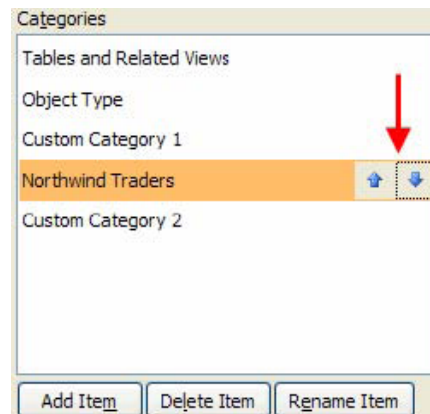 Categories
Tables and Related Views
Object Type
Custom Category 1
Northwind Traders
Custom Category 2
Add Item Delete Item Rename Item